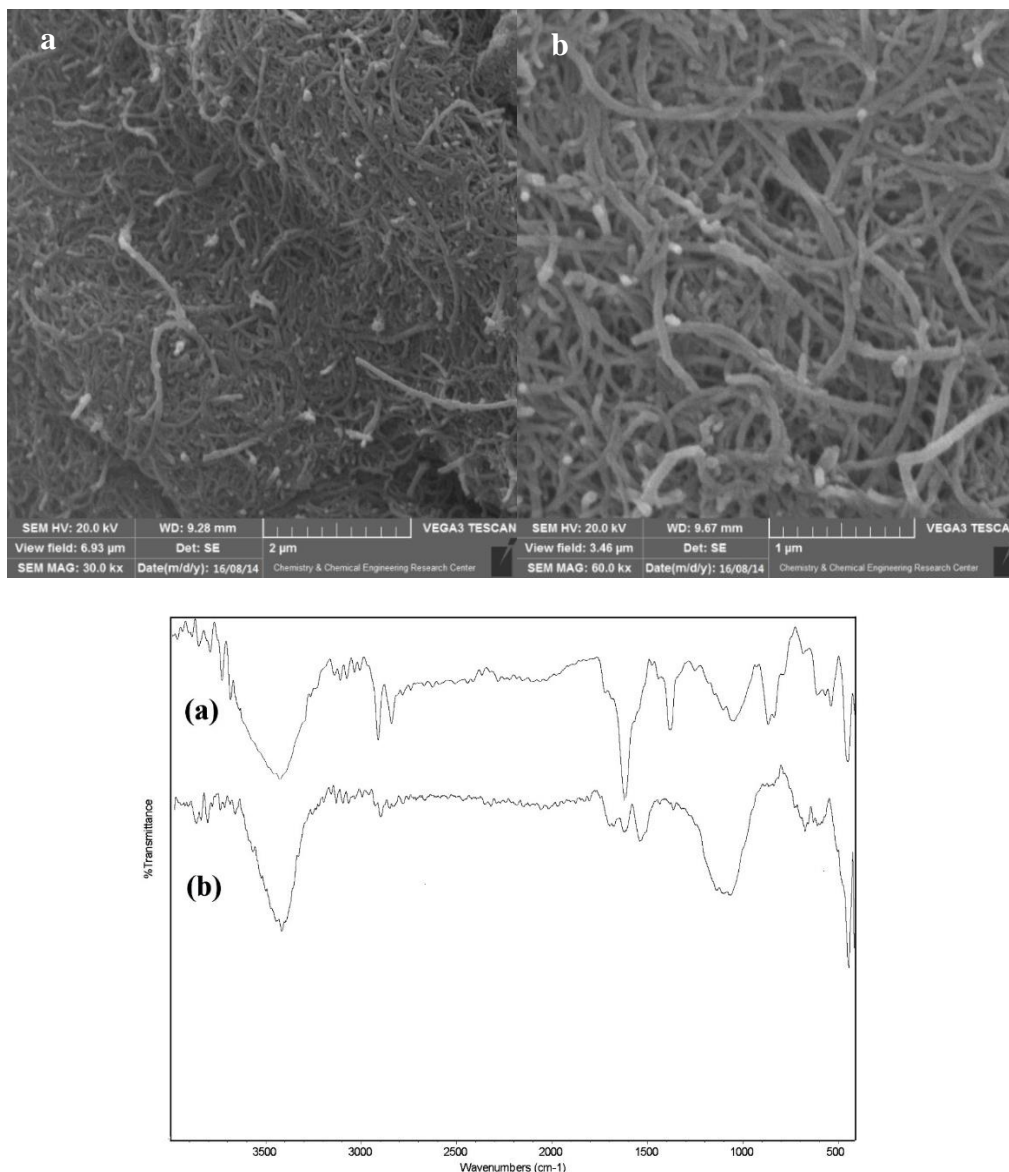 a
b
SEM HV: 20.0 kV WD: 9.28 mm VEGA3 TESCAN
View field: 6.93 µm Det: SE 2 µm
SEM MAG: 30.0 kx Date(m/d/y): 16/08/14 Chemistry & Chemical Engineering Research Center
SEM HV: 20.0 kV WD: 9.67 mm VEGA3 TESCA
View field: 3.46 µm Det: SE 1 µm
SEM MAG: 60.0 kx Date(m/d/y): 16/08/14 Chemistry & Chemical Engineering Research Center
(a)
(b)
%Transmittance
3500 3000 2500 2000 1500 1000 500
Wavenumbers (cm-1)